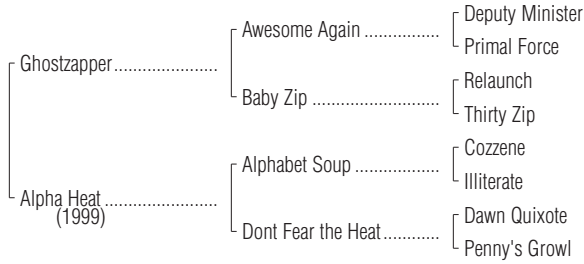 Deputy Minister
Awesome Again
Primal Force
Ghostzapper
Relaunch
Baby Zip
Thirty Zip
Cozzene
Alphabet Soup
Illiterate
Alpha Heat
(1999)
Dawn Quixote
Dont Fear the Heat
Penny's Growl